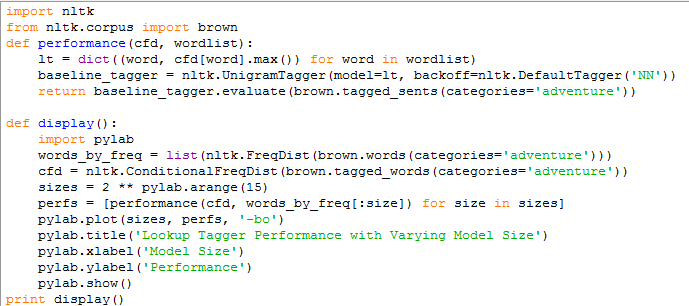 import nltk
from nltk.corpus import brown
def performance(cfd, wordlist):
    lt = dict((word, cfd[word].max()) for word in wordlist)
    baseline_tagger = nltk.UnigramTagger(model=lt, backoff=nltk.DefaultTagger('NN'))
    return baseline_tagger.evaluate(brown.tagged_sents(categories='adventure'))

def display():
    import pylab
    words_by_freq = list(nltk.FreqDist(brown.words(categories='adventure')))
    cfd = nltk.ConditionalFreqDist(brown.tagged_words(categories='adventure'))
    sizes = 2 ** pylab.arange(15)
    perfs = [performance(cfd, words_by_freq[:size]) for size in sizes]
    pylab.plot(sizes, perfs, '-bo')
    pylab.title('Lookup Tagger Performance with Varying Model Size')
    pylab.xlabel('Model Size')
    pylab.ylabel('Performance')
    pylab.show()
print display()